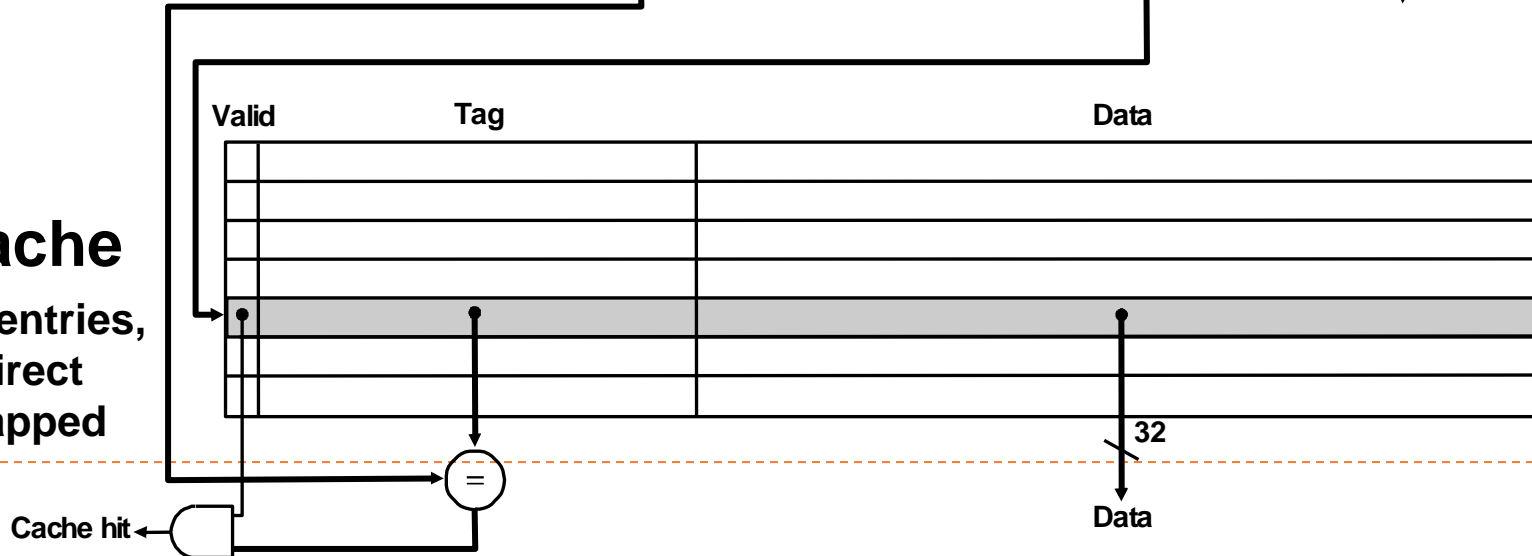 Valid Tag Data
ache
entries,
irect
apped
32
=
Cache hit
Data